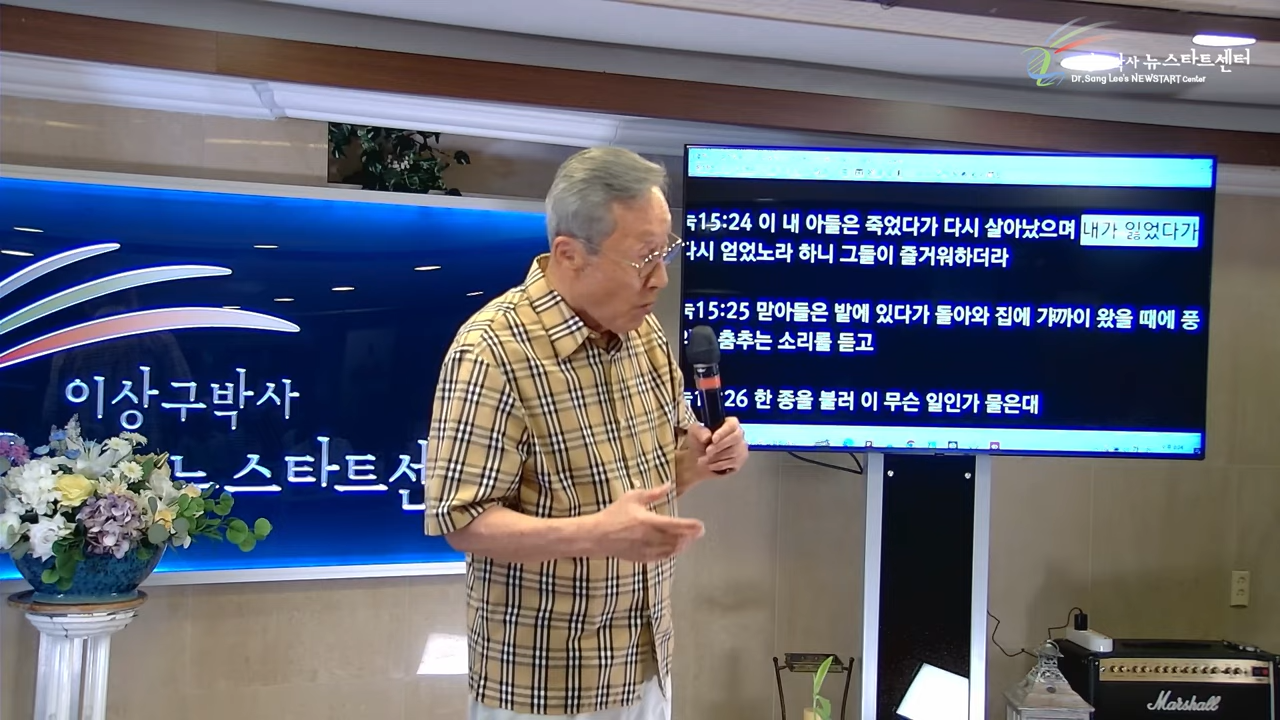 박사 뉴스타트센터
Dr. Sang Lee's NEWSTART Center
15:24 이 내 아들은 죽었다가 다시 살아났으며 내가 잃었다가
다시 얻었노라 하니 그들이 즐거워하더라
15:25 맏아들은 밭에 있다가 돌아와 집에 가까이 왔을 때에 풍
춤추는 소리를 듣고
26 한 종을 불러 이 무슨 일인가 물은대
이상구박사
뉴스타트센
Marshall